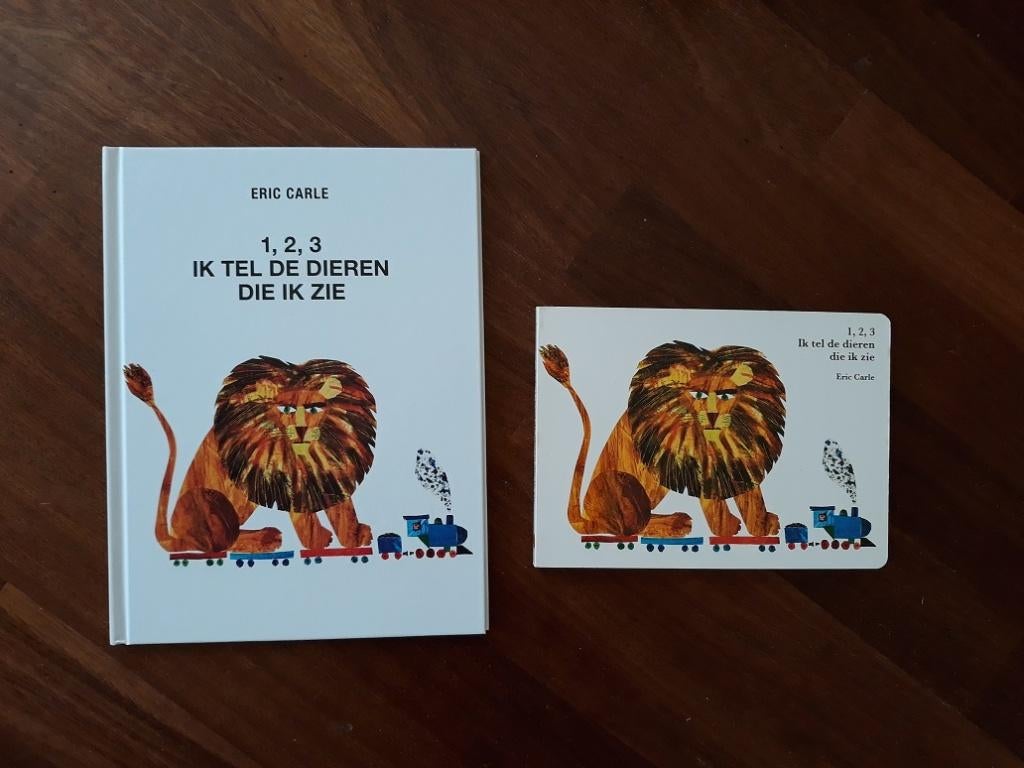 ERIC CARLE
1, 2, 3
IK TEL DE DIEREN
DIE IK ZIE
1, 2, 3
Ik tel de dieren
die ik zie
Eric Carle